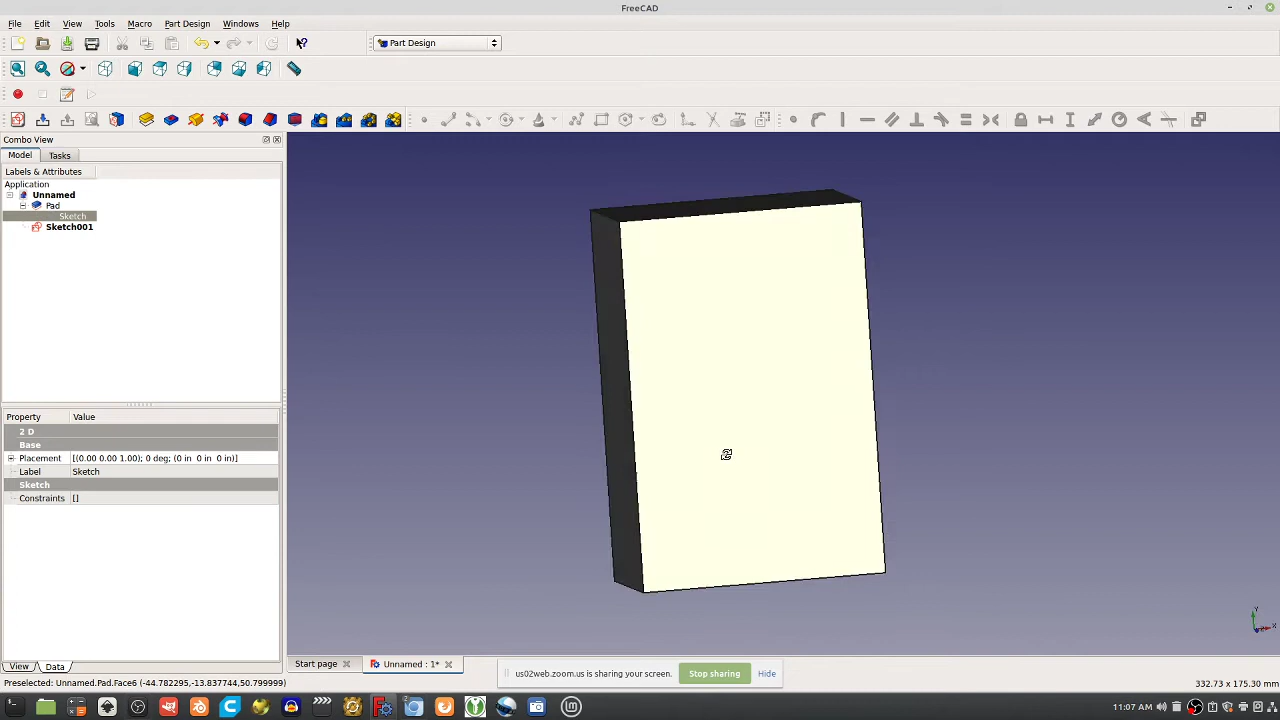 FreeCAD
File Edit View Tools Macro Part Design Windows Help
Part Design
Combo View
Model Tasks
Labels & Attributes
Application
Unnamed
Pad
Sketch
Sketch001
Property Value
2 D
Base
Placement [(0.00 0.00 1.00); 0 deg; (0 in 0 in 0 in)]
Label Sketch
Sketch
Constraints []
View Data
Start page Unnamed : 1*
us02web.zoom.us is sharing your screen. Stop sharing Hide
Preselected: Unnamed.Pad.Face6 (-44.782295,-13.837744,50.799999) 332.73 x 175.30 mm
11:07 AM